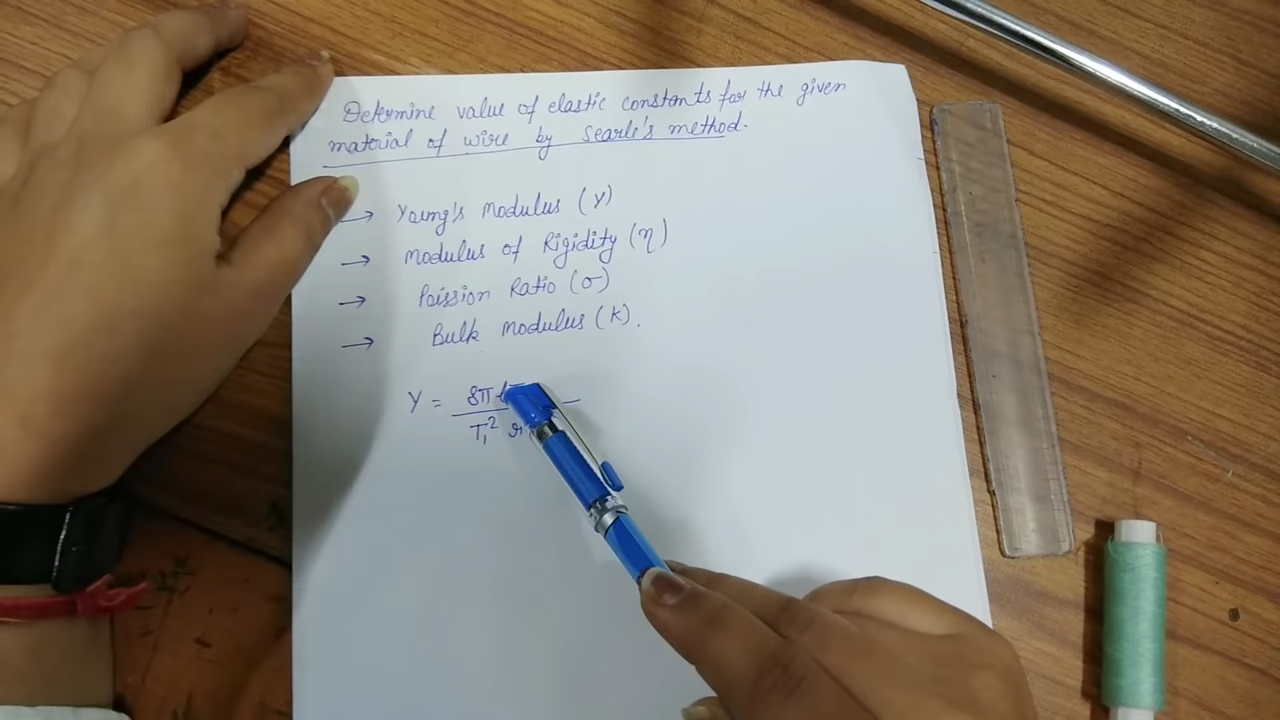 Determine value of elastic constants for the given
material of wire by Searle's method.
→ Young's Modulus (Y)
→ Modulus of Rigidity (η)
→ Poission Ratio (σ)
→ Bulk Modulus (K).
Y = 8π
T₁²